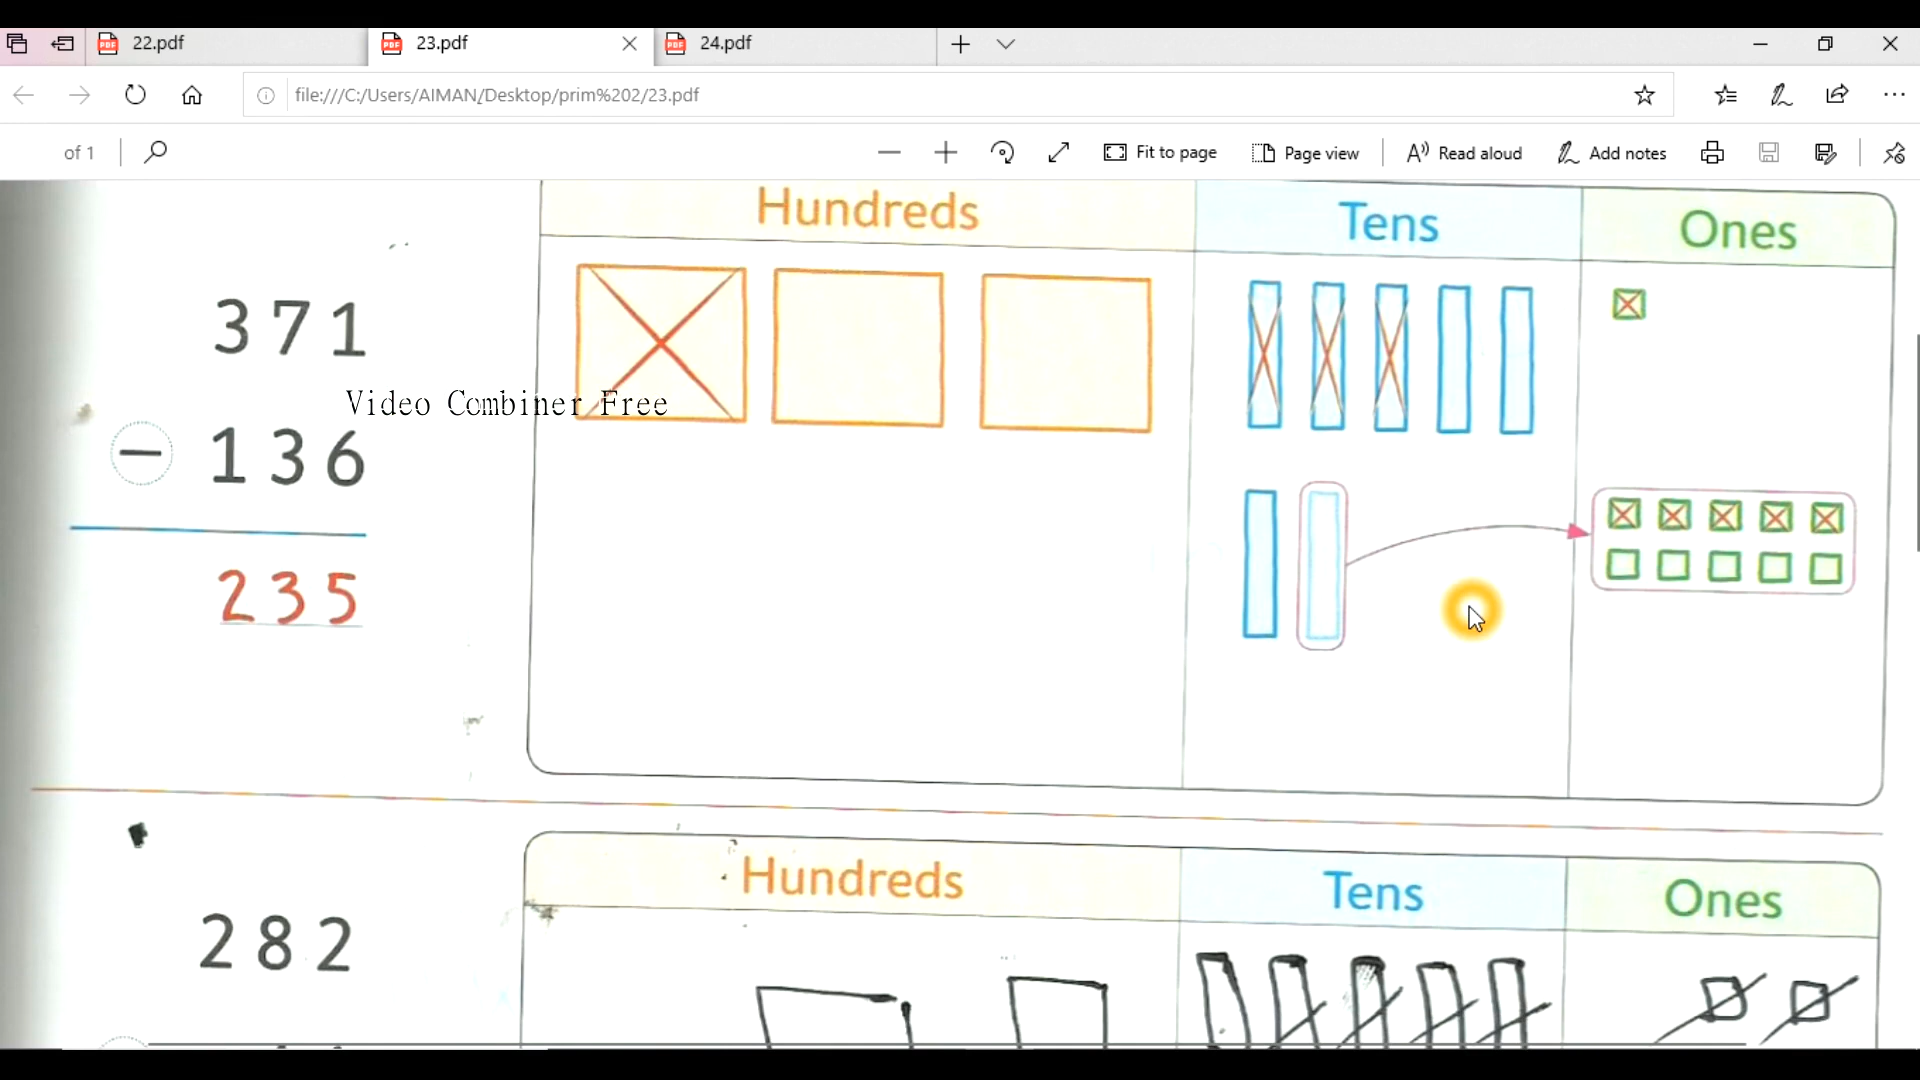 22.pdf
23.pdf
24.pdf
file:///C:/Users/AIMAN/Desktop/prim%202/23.pdf
of 1
Fit to page
Page view
Read aloud
Add notes
Hundreds
Tens
Ones
371
Video Combiner Free
− 136
235
Hundreds
Tens
Ones
282